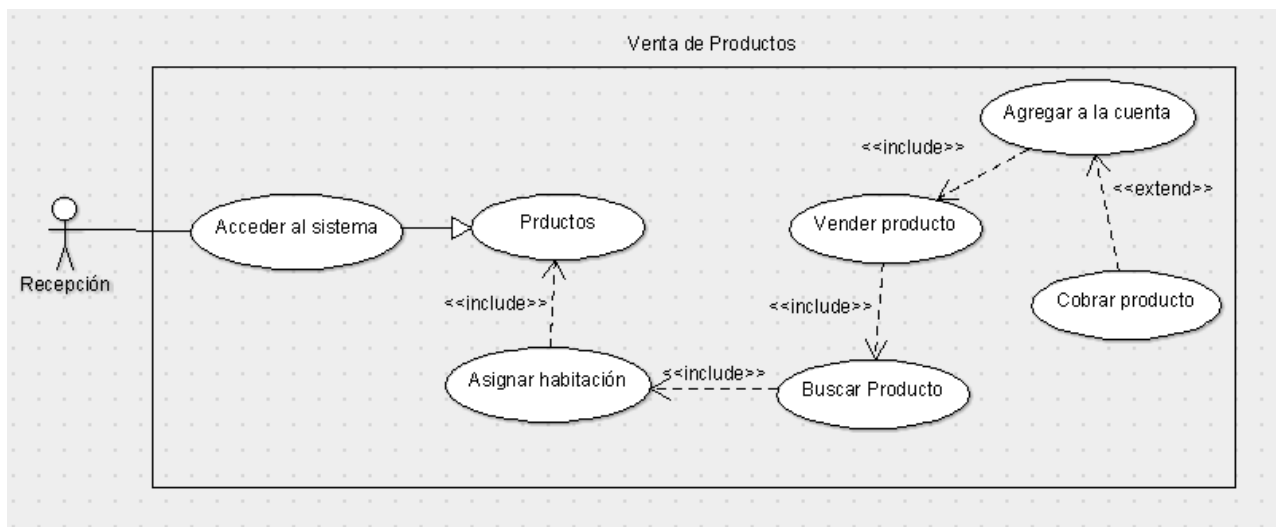 Venta de Productos
Agregar a la cuenta
<<include>>
<<extend>>
Acceder al sistema
Prductos
Vender producto
Recepción
<<include>>
<<include>>
Cobrar producto
Asignar habitación
<<include>>
Buscar Producto